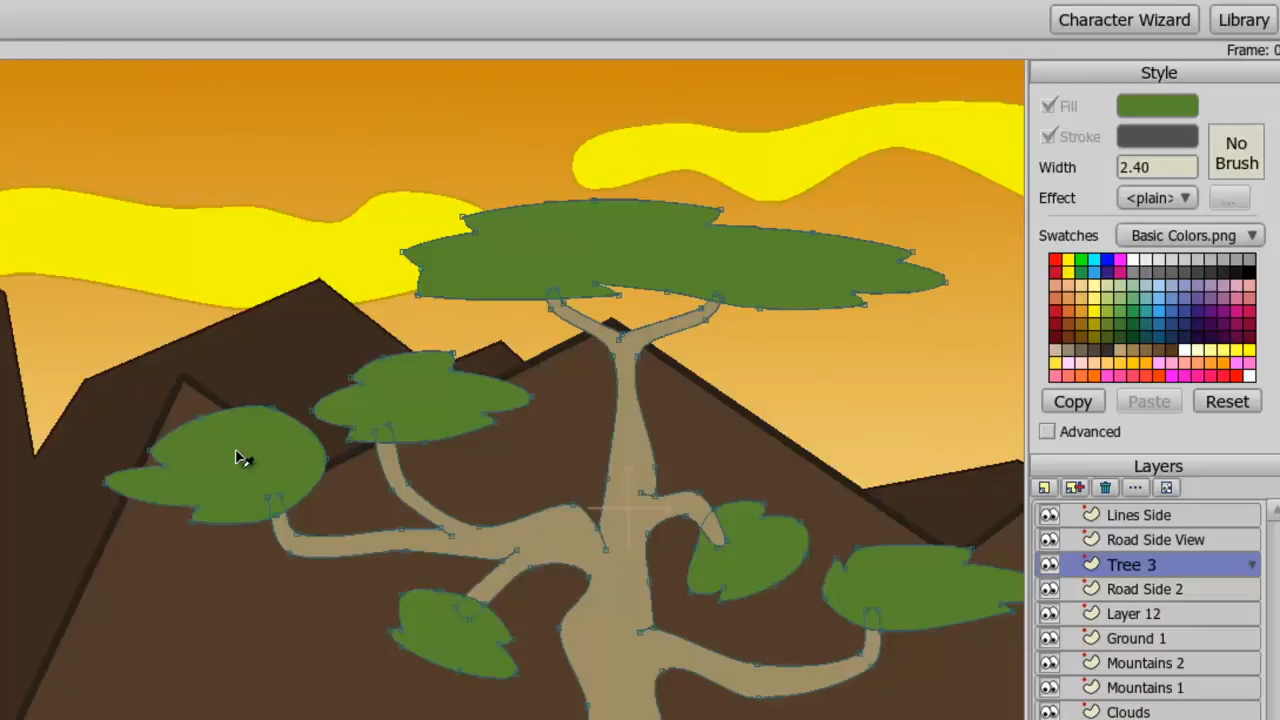 Character Wizard
Library
Frame: 0
Style
Fill
Stroke
No
Brush
Width
2.40
Effect
<plain>
...
Swatches
Basic Colors.png
Copy
Paste
Reset
Advanced
Layers
Lines Side
Road Side View
Tree 3
Road Side 2
Layer 12
Ground 1
Mountains 2
Mountains 1
Clouds